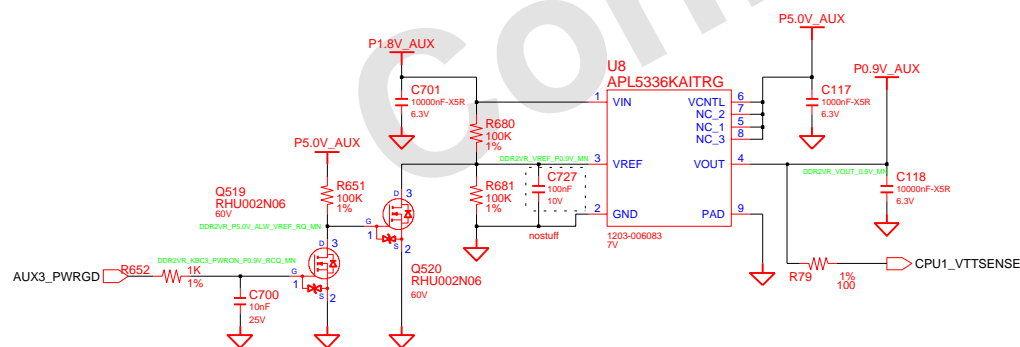 Com
P1.8V_AUX
C701
10000nF-X5R
6.3V
R680
100K
1%
R681
100K
1%
P5.0V_AUX
R651
100K
1%
Q519
RHU002N06
60V
DDR2VR_P5.0V_ALW_VREF_RQ_MN
DDR2VR_KBC3_PWRON_P0.9V_RCQ_MN
AUX3_PWRGD
R652
1K
1%
C700
10nF
25V
G
1
D
3
S
2
G
1
D
3
S
2
Q520
RHU002N06
60V
DDR2VR_VREF_P0.9V_MN
C727
100nF
10V
nostuff
U8
APL5336KAITRG
1 VIN
3 VREF
2 GND
VCNTL 6
NC_2 7
NC_1 5
NC_3 8
VOUT 4
PAD 9
1203-006083
7V
P5.0V_AUX
C117
10000nF-X5R
6.3V
P0.9V_AUX
DDR2VR_VOUT_0.9V_MN
C118
10000nF-X5R
6.3V
R79
1%
100
CPU1_VTTSENSE